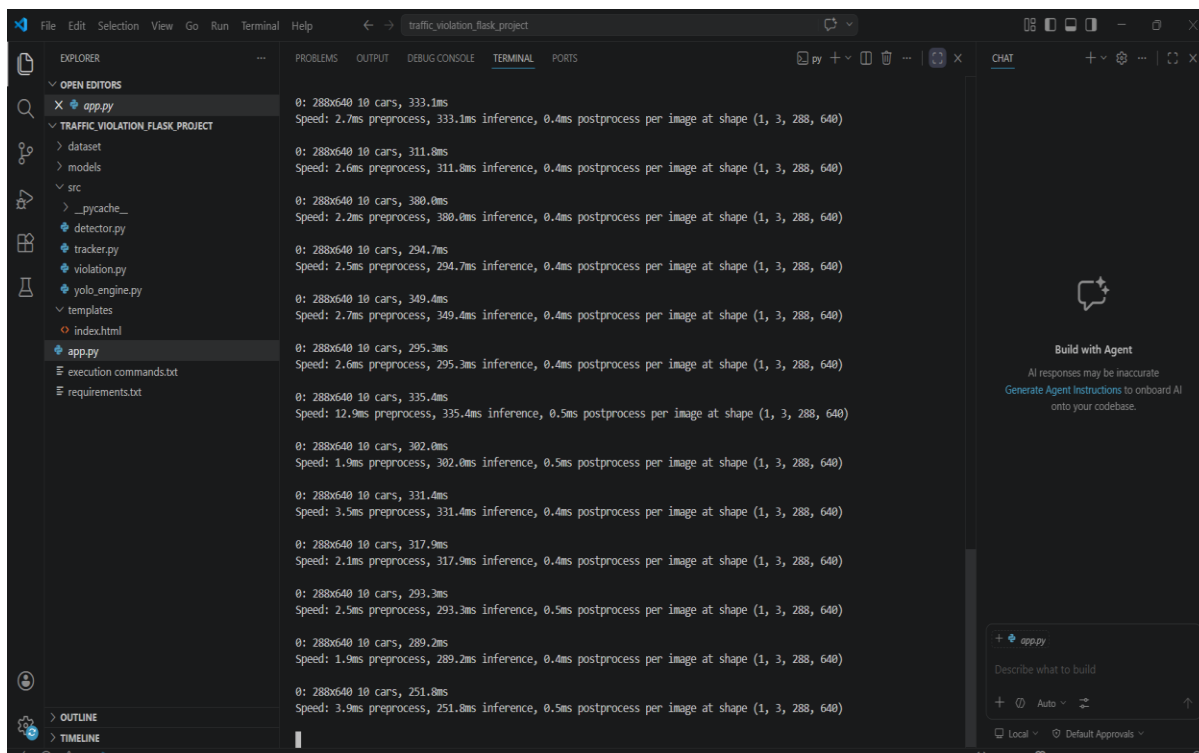 File Edit Selection View Go Run Terminal Help
traffic_violation_flask_project
EXPLORER
OPEN EDITORS
app.py
TRAFFIC_VIOLATION_FLASK_PROJECT
dataset
models
src
__pycache__
detector.py
tracker.py
violation.py
yolo_engine.py
templates
index.html
app.py
execution commands.txt
requirements.txt
OUTLINE
TIMELINE
PROBLEMS OUTPUT DEBUG CONSOLE TERMINAL PORTS
py
0: 288x640 10 cars, 333.1ms
Speed: 2.7ms preprocess, 333.1ms inference, 0.4ms postprocess per image at shape (1, 3, 288, 640)
0: 288x640 10 cars, 311.8ms
Speed: 2.6ms preprocess, 311.8ms inference, 0.4ms postprocess per image at shape (1, 3, 288, 640)
0: 288x640 10 cars, 380.0ms
Speed: 2.2ms preprocess, 380.0ms inference, 0.4ms postprocess per image at shape (1, 3, 288, 640)
0: 288x640 10 cars, 294.7ms
Speed: 2.5ms preprocess, 294.7ms inference, 0.4ms postprocess per image at shape (1, 3, 288, 640)
0: 288x640 10 cars, 349.4ms
Speed: 2.7ms preprocess, 349.4ms inference, 0.4ms postprocess per image at shape (1, 3, 288, 640)
0: 288x640 10 cars, 295.3ms
Speed: 2.6ms preprocess, 295.3ms inference, 0.4ms postprocess per image at shape (1, 3, 288, 640)
0: 288x640 10 cars, 335.4ms
Speed: 12.9ms preprocess, 335.4ms inference, 0.5ms postprocess per image at shape (1, 3, 288, 640)
0: 288x640 10 cars, 302.0ms
Speed: 1.9ms preprocess, 302.0ms inference, 0.5ms postprocess per image at shape (1, 3, 288, 640)
0: 288x640 10 cars, 331.4ms
Speed: 3.5ms preprocess, 331.4ms inference, 0.4ms postprocess per image at shape (1, 3, 288, 640)
0: 288x640 10 cars, 317.9ms
Speed: 2.1ms preprocess, 317.9ms inference, 0.4ms postprocess per image at shape (1, 3, 288, 640)
0: 288x640 10 cars, 293.3ms
Speed: 2.5ms preprocess, 293.3ms inference, 0.5ms postprocess per image at shape (1, 3, 288, 640)
0: 288x640 10 cars, 289.2ms
Speed: 1.9ms preprocess, 289.2ms inference, 0.4ms postprocess per image at shape (1, 3, 288, 640)
0: 288x640 10 cars, 251.8ms
Speed: 3.9ms preprocess, 251.8ms inference, 0.5ms postprocess per image at shape (1, 3, 288, 640)
CHAT
Build with Agent
AI responses may be inaccurate
Generate Agent Instructions to onboard AI
onto your codebase.
app.py
Describe what to build
Auto
Local Default Approvals